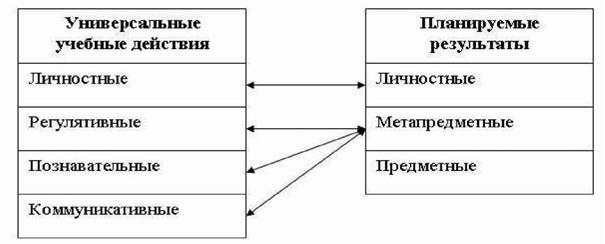 Универсальные
учебные действия
Личностные
Регулятивные
Познавательные
Коммуникативные
Планируемые
результаты
Личностные
Метапредметные
Предметные